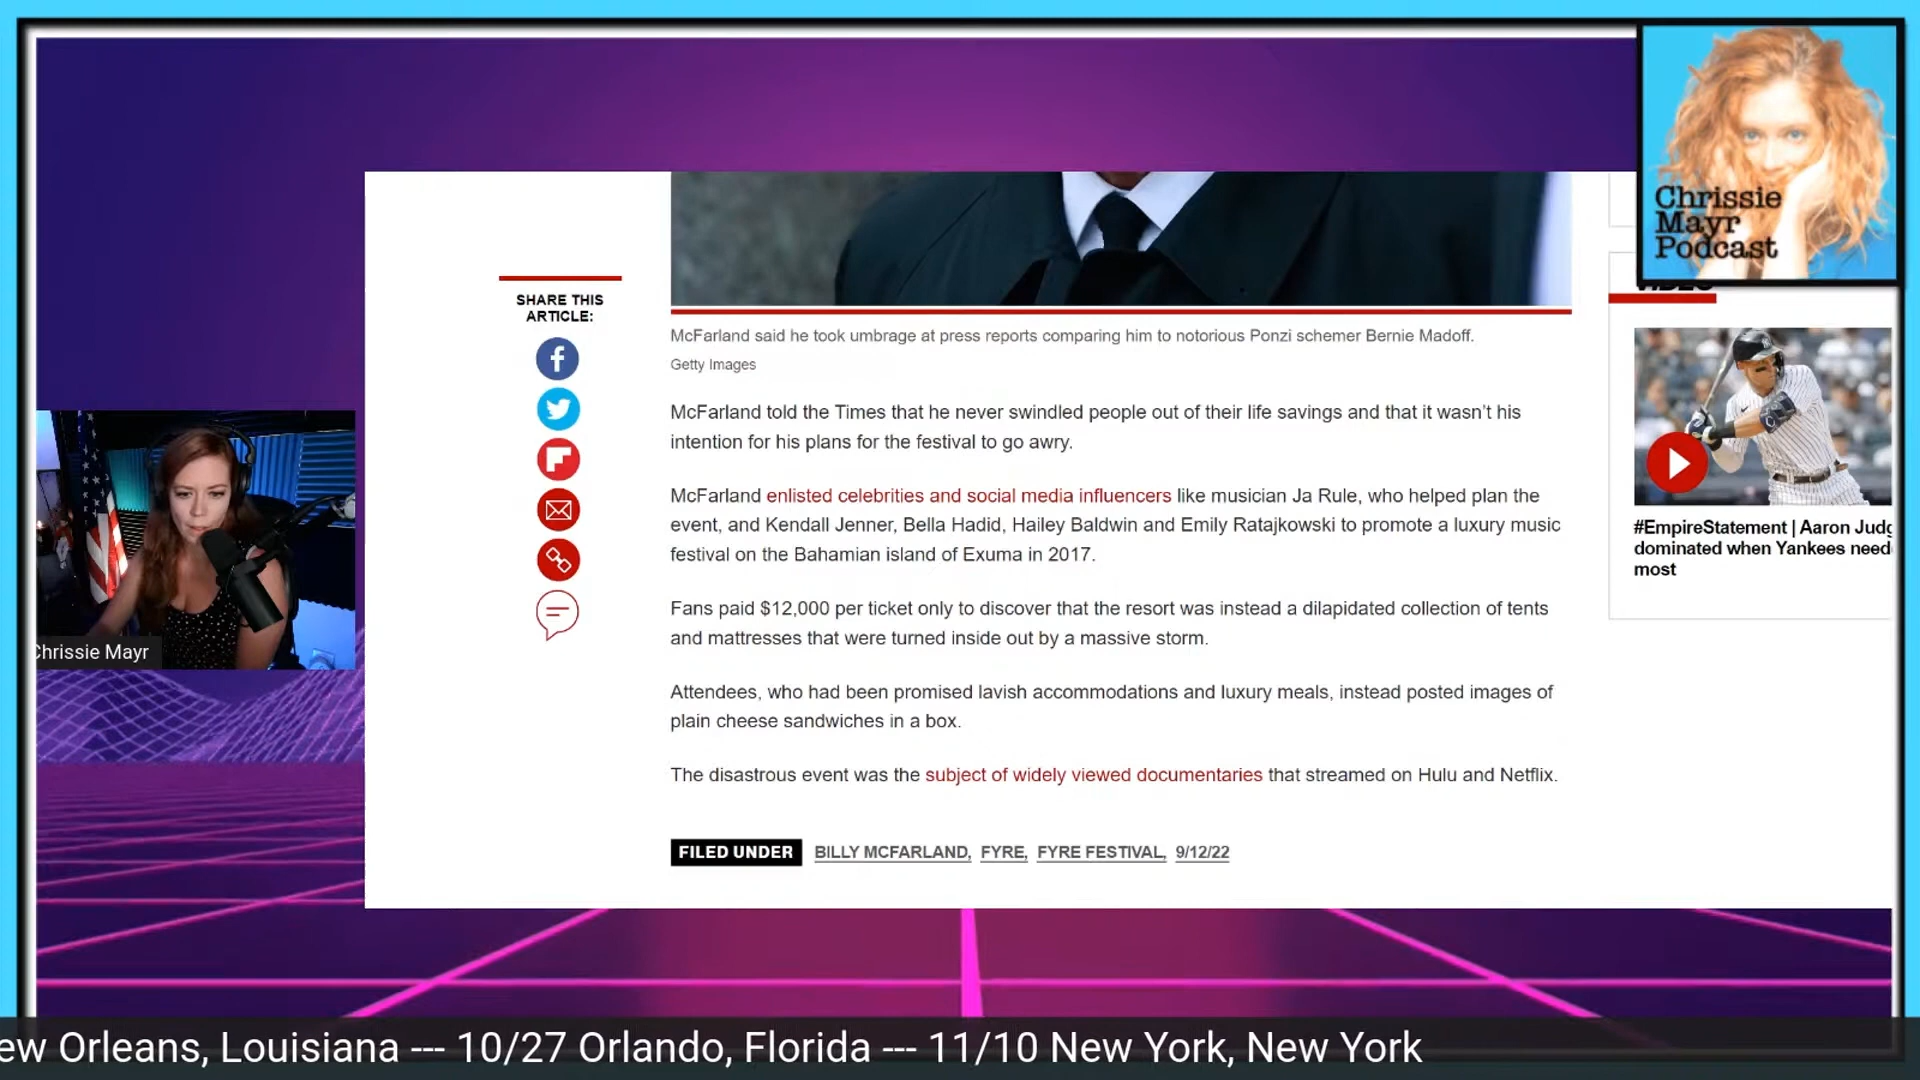 Chrissie
Mayr
Podcast
SHARE THIS
ARTICLE:
McFarland said he took umbrage at press reports comparing him to notorious Ponzi schemer Bernie Madoff.
Getty Images
McFarland told the Times that he never swindled people out of their life savings and that it wasn't his
intention for his plans for the festival to go awry.
McFarland enlisted celebrities and social media influencers like musician Ja Rule, who helped plan the
event, and Kendall Jenner, Bella Hadid, Hailey Baldwin and Emily Ratajkowski to promote a luxury music
festival on the Bahamian island of Exuma in 2017.
Fans paid $12,000 per ticket only to discover that the resort was instead a dilapidated collection of tents
and mattresses that were turned inside out by a massive storm.
Attendees, who had been promised lavish accommodations and luxury meals, instead posted images of
plain cheese sandwiches in a box.
The disastrous event was the subject of widely viewed documentaries that streamed on Hulu and Netflix.
FILED UNDER BILLY MCFARLAND, FYRE, FYRE FESTIVAL, 9/12/22
#EmpireStatement | Aaron Judg
dominated when Yankees need
most
Chrissie Mayr
ew Orleans, Louisiana --- 10/27 Orlando, Florida --- 11/10 New York, New York